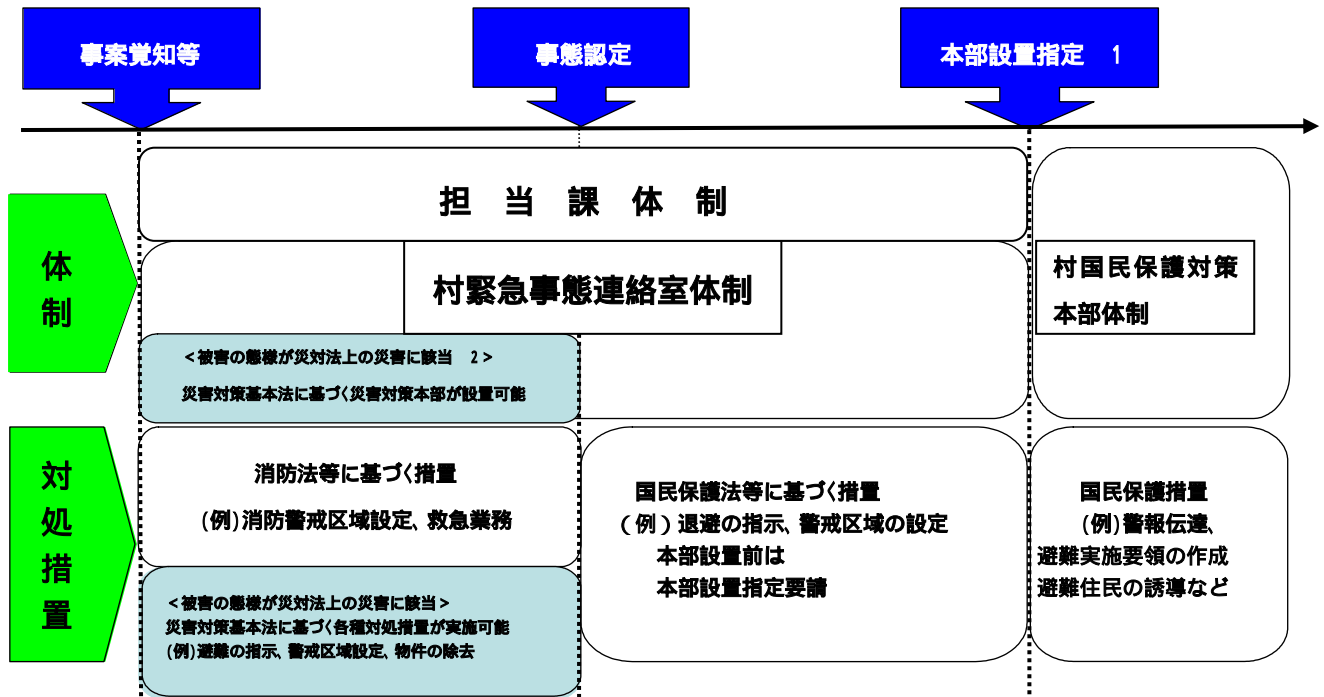 事案覚知等
事態認定
本部設置指定 1
体制
担当課体制
村緊急事態連絡室体制
村国民保護対策
本部体制
<被害の態様が災対法上の災害に該当 2>
災害対策基本法に基づく災害対策本部が設置可能
対処措置
消防法等に基づく措置
(例)消防警戒区域設定、救急業務
<被害の態様が災対法上の災害に該当>
災害対策基本法に基づく各種対処措置が実施可能
(例)避難の指示、警戒区域設定、物件の除去
国民保護法等に基づく措置
(例)退避の指示、警戒区域の設定
本部設置前は
本部設置指定要請
国民保護措置
(例)警報伝達、
避難実施要領の作成
避難住民の誘導など